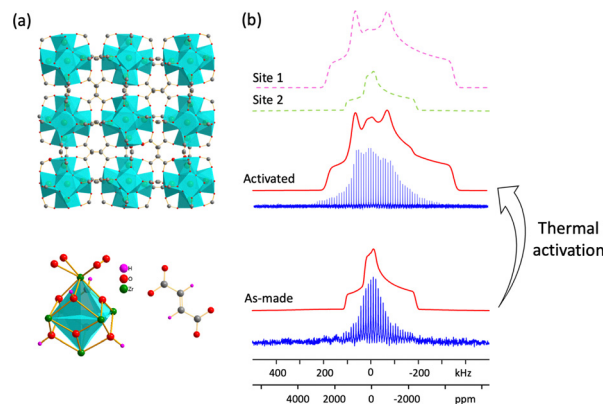 (a)
(b)
Site 1
Site 2
Activated
Thermal
activation
As-made
H
O
Zr
400 200 0 -200 kHz
4000 2000 0 -2000 ppm